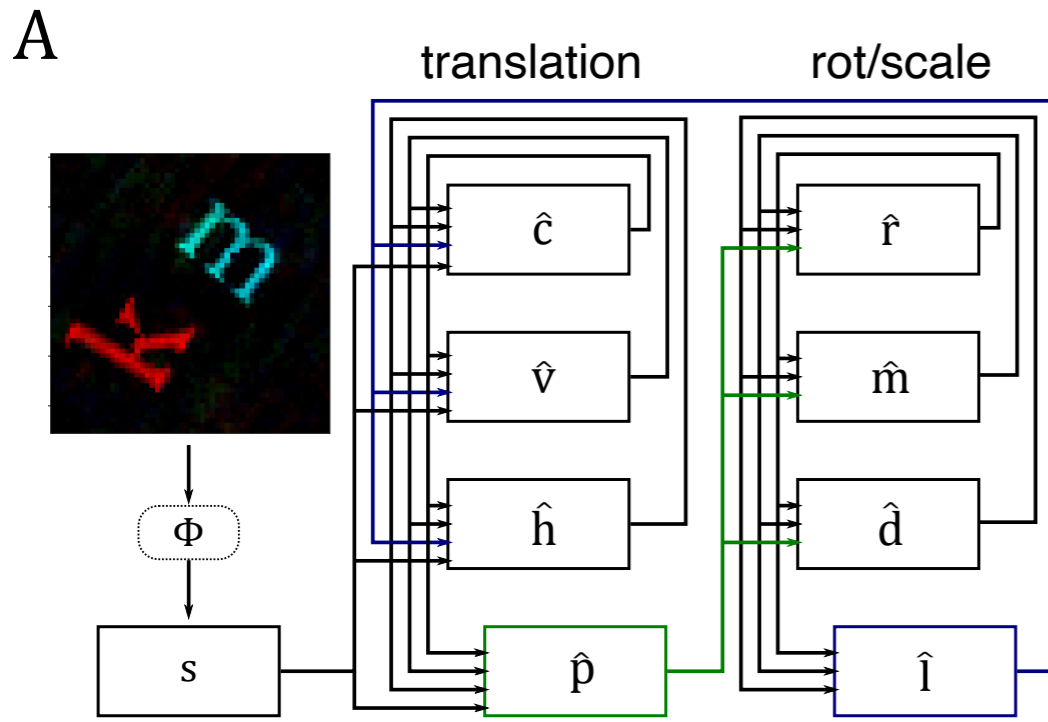 A
translation rot/scale
m
k
ĉ r̂
v̂ m̂
ĥ d̂
Φ
s p̂ l̂